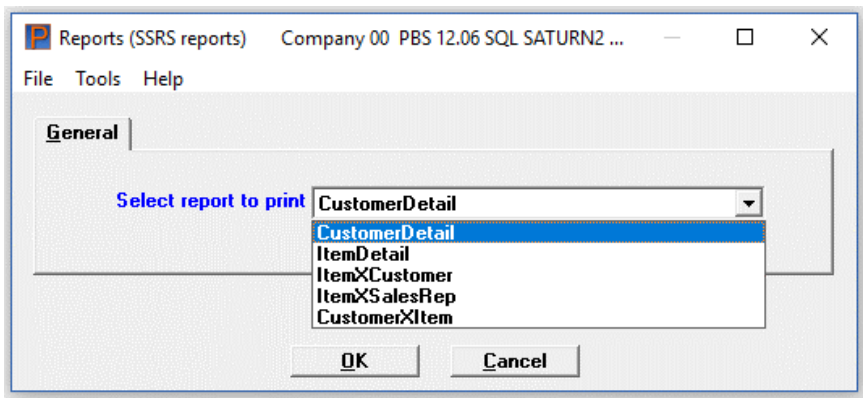 Reports (SSRS reports) Company 00 PBS 12.06 SQL SATURN2 ...
File Tools Help
General
Select report to print CustomerDetail
CustomerDetail
ItemDetail
ItemXCustomer
ItemXSalesRep
CustomerXItem
OK Cancel